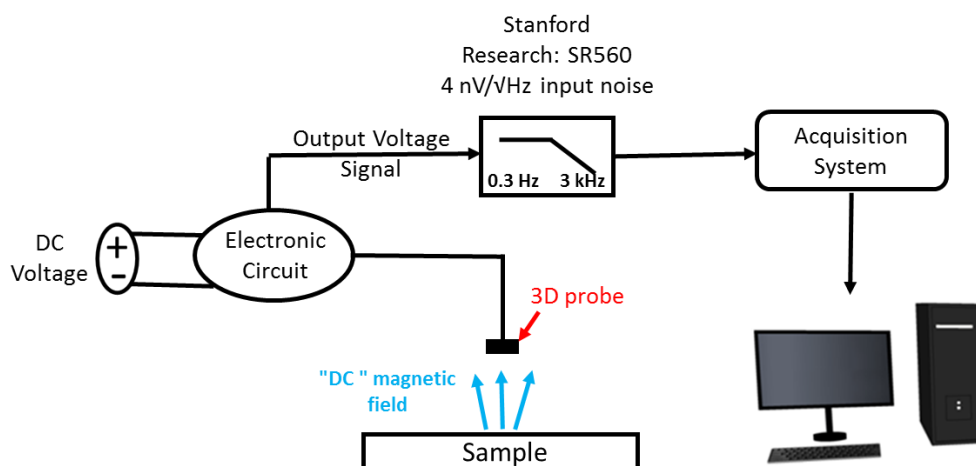 Stanford
Research: SR560
4 nV/√Hz input noise
Output Voltage
Signal
0.3 Hz 3 kHz
Acquisition
System
DC
Voltage
+
-
Electronic
Circuit
3D probe
"DC " magnetic
field
Sample